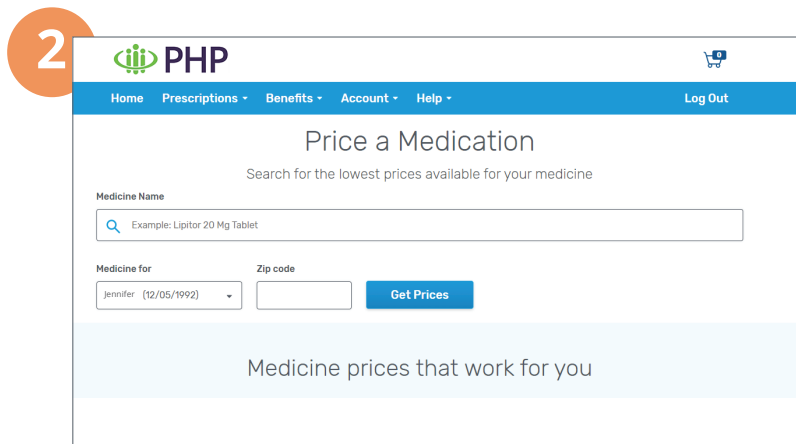 2
PHP
0
Home Prescriptions Benefits Account Help Log Out
Price a Medication
Search for the lowest prices available for your medicine
Medicine Name
Example: Lipitor 20 Mg Tablet
Medicine for Zip code
Jennifer (12/05/1992) Get Prices
Medicine prices that work for you